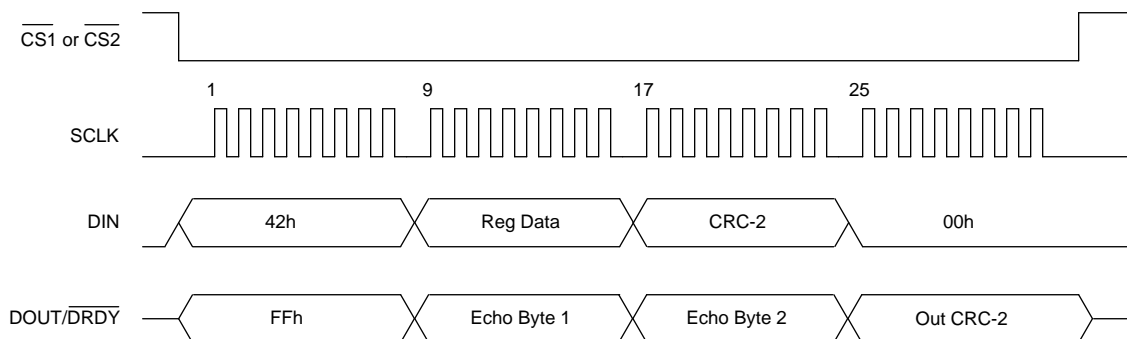 CS1 or CS2
1 9 17 25
SCLK
DIN 42h Reg Data CRC-2 00h
DOUT/DRDY FFh Echo Byte 1 Echo Byte 2 Out CRC-2